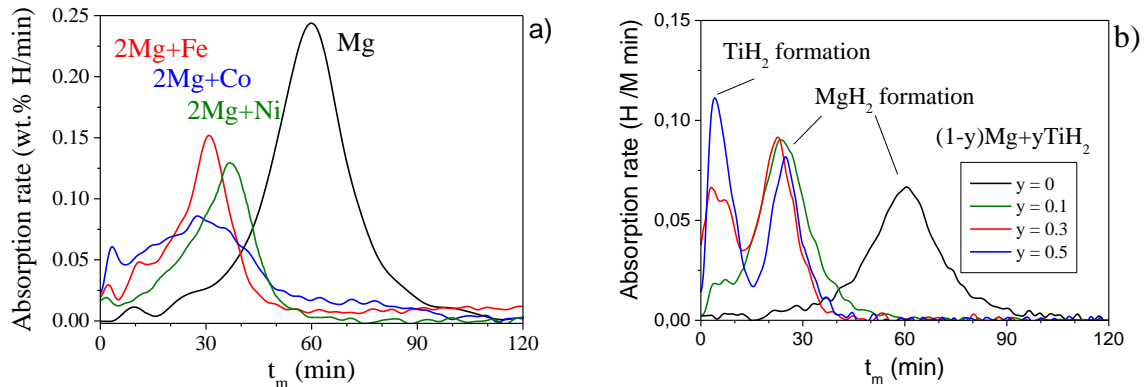 a)
2Mg+Fe
2Mg+Co
2Mg+Ni
Mg
Absorption rate (wt.% H/min)
0.25
0.20
0.15
0.10
0.05
0.00
0 30 60 90 120
t_m (min)
b)
TiH₂ formation
MgH₂ formation
(1-y)Mg+yTiH₂
y = 0
y = 0.1
y = 0.3
y = 0.5
Absorption rate (H /M min)
0,15
0,10
0,05
0,00
0 30 60 90 120
t_m (min)